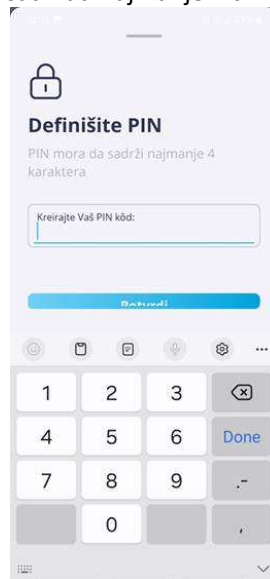 Definišite PIN
PIN mora da sadrži najmanje 4
karaktera
Kreirajte Vaš PIN kôd:
Potvrdi
1 2 3
4 5 6 Done
7 8 9 .-
0 ,